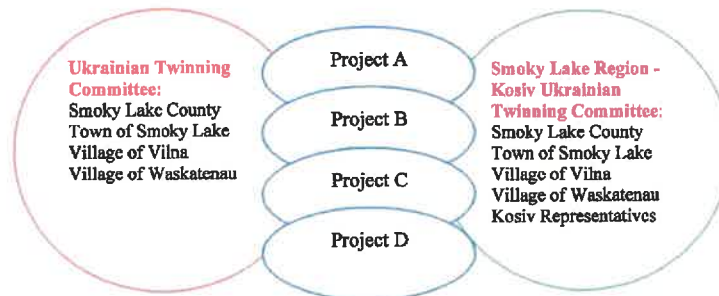 Ukrainian Twinning
Committee:
Smoky Lake County
Town of Smoky Lake
Village of Vilna
Village of Waskatenau
Project A
Project B
Project C
Project D
Smoky Lake Region -
Kosiv Ukrainian
Twinning Committee:
Smoky Lake County
Town of Smoky Lake
Village of Vilna
Village of Waskatenau
Kosiv Representatives